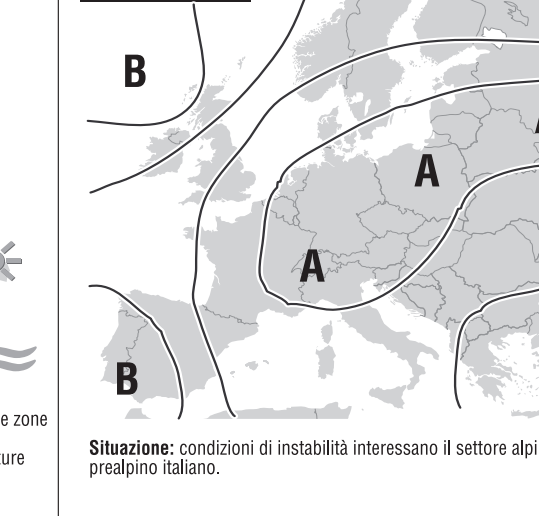 B
A
A
B
e zone
ture
Situazione: condizioni di instabilità interessano il settore alpi
prealpino italiano.